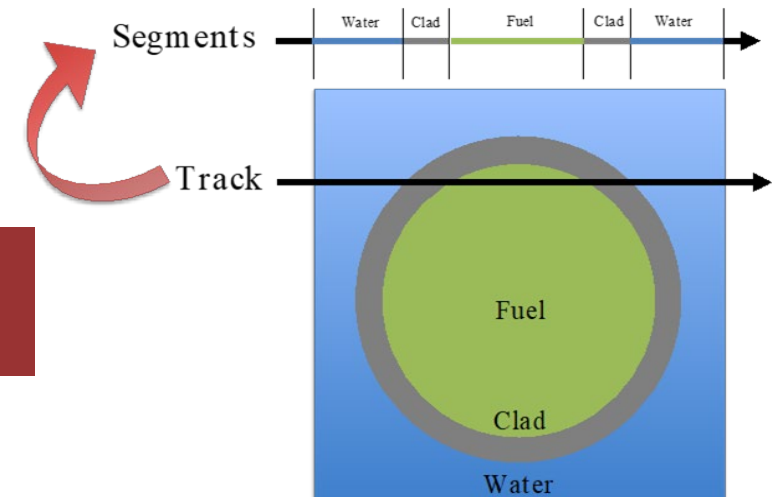 Water Clad Fuel Clad Water
Segments
Track
Fuel
Clad
Water